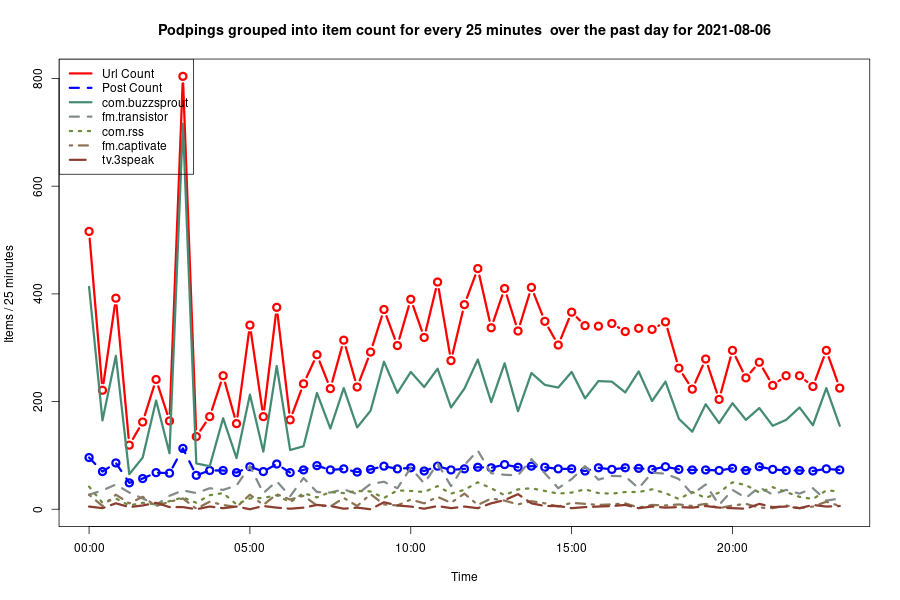 Podpings grouped into item count for every 25 minutes  over the past day for 2021-08-06
Url Count
Post Count
com.buzzsprout
fm.transistor
com.rss
fm.captivate
tv.3speak
Items / 25 minutes
800
600
400
200
0
00:00 05:00 10:00 15:00 20:00
Time